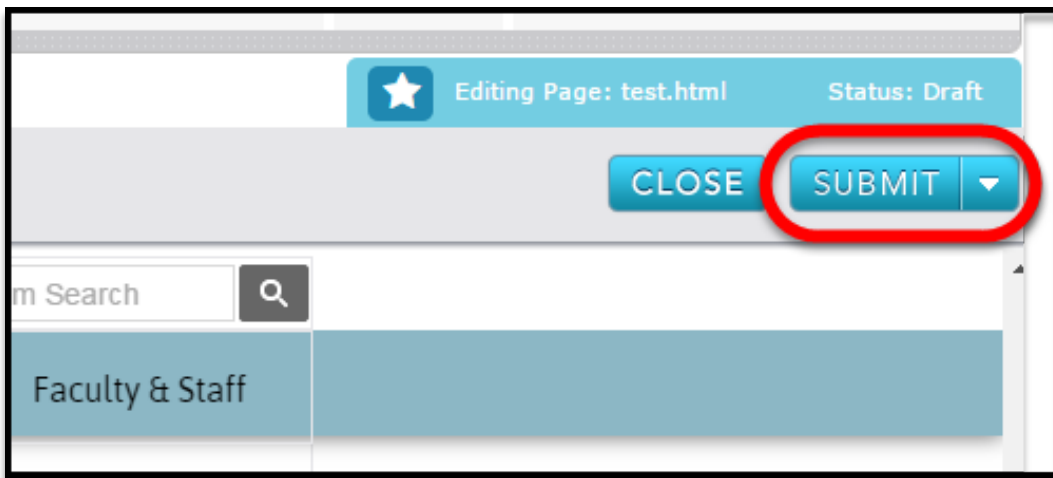 Editing Page: test.html Status: Draft
CLOSE SUBMIT
m Search
Faculty & Staff